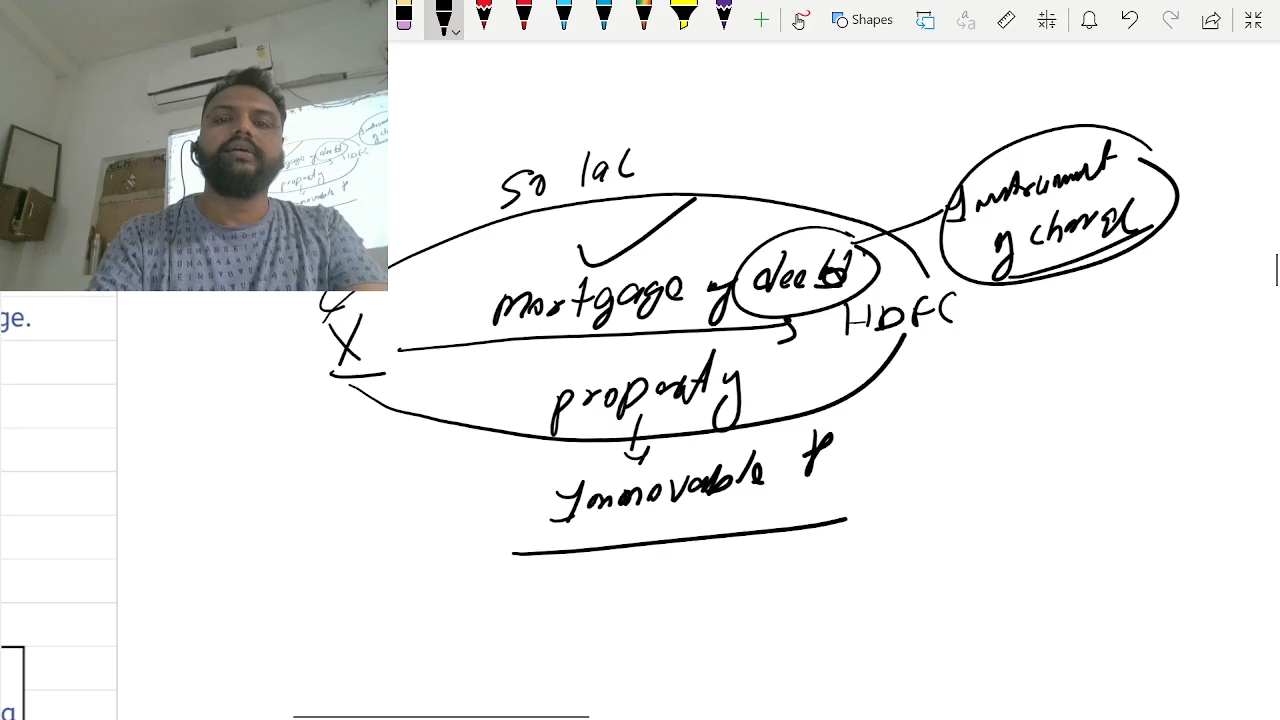 Shapes
50 lac
Instrument
of charge
mortgage of deed
HDFC
ge.
X
property
Immovable P